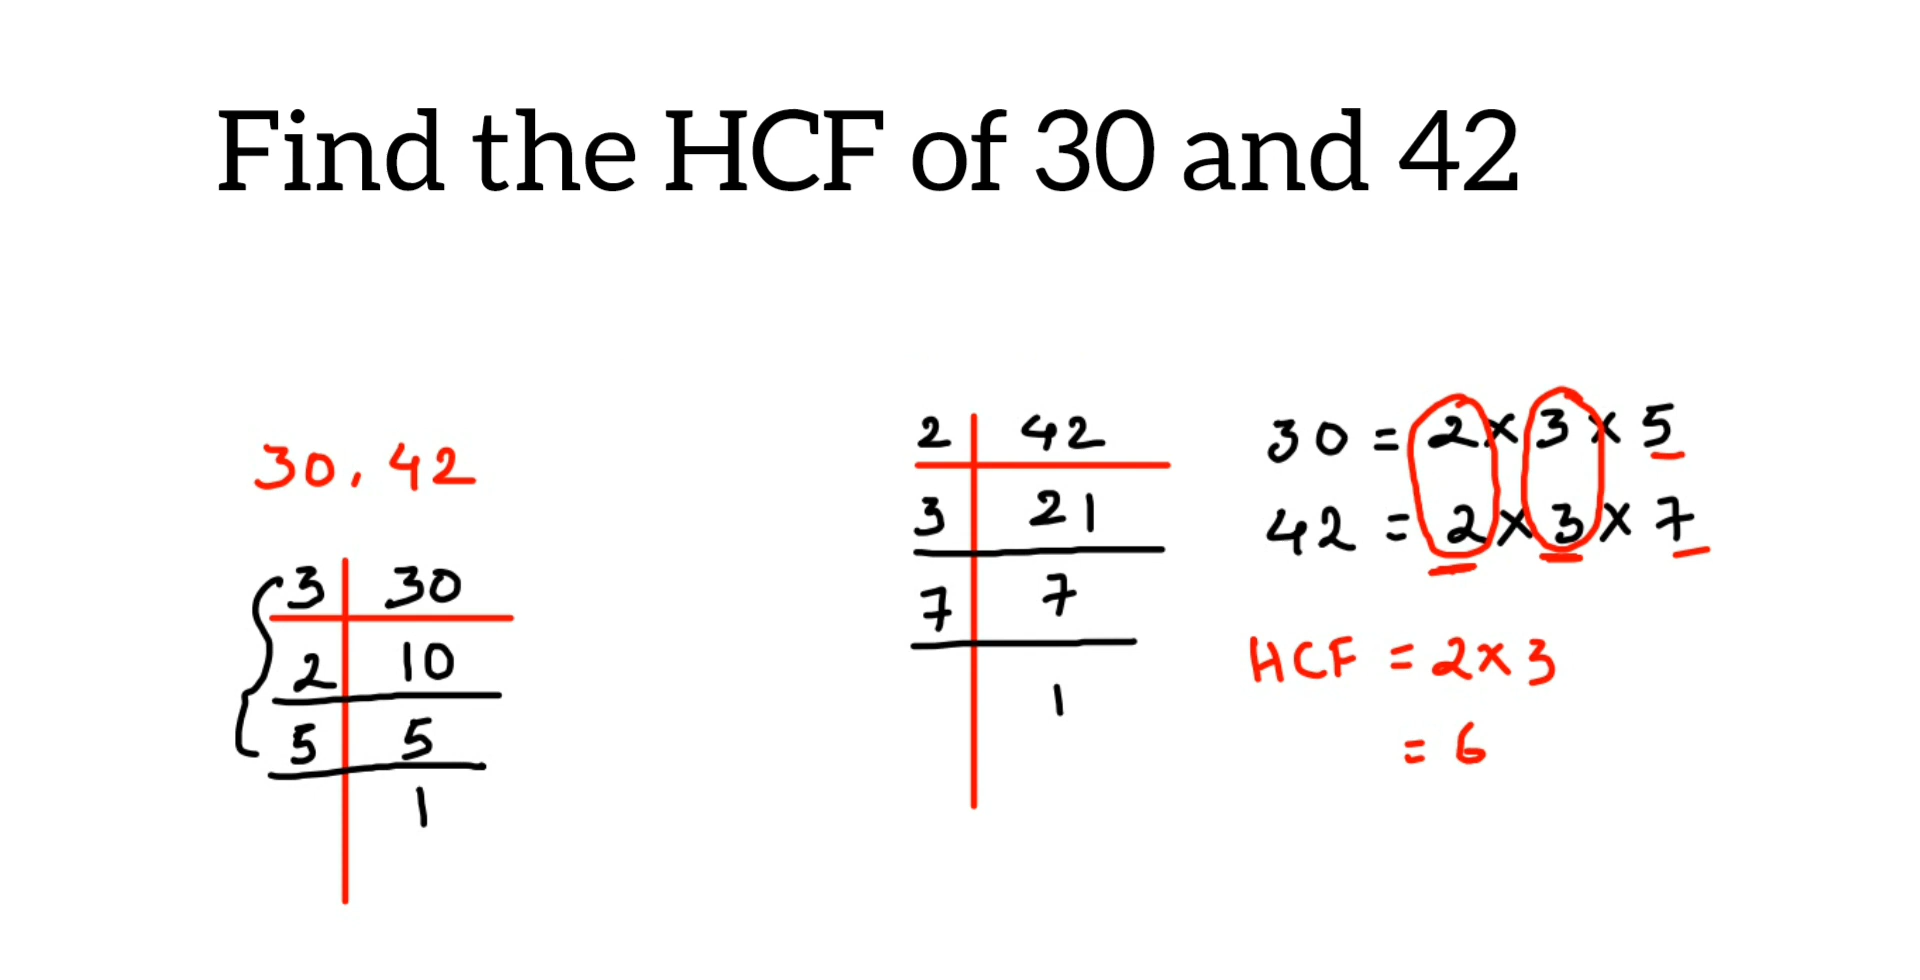 Find the HCF of 30 and 42
30, 42
3 30
2 10
5 5
1
2 42
3 21
7 7
1
30 = 2 × 3 × 5
42 = 2 × 3 × 7
HCF = 2 × 3
= 6